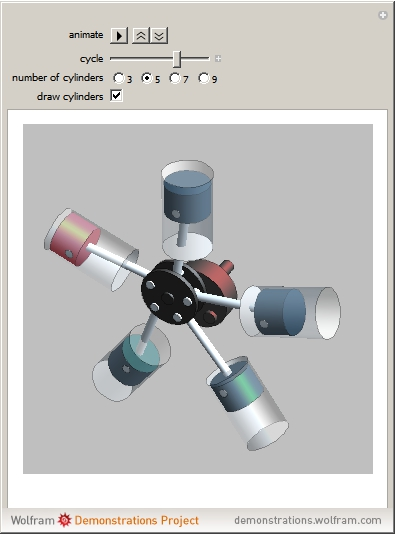 animate
cycle
number of cylinders 3 5 7 9
draw cylinders
Wolfram Demonstrations Project demonstrations.wolfram.com